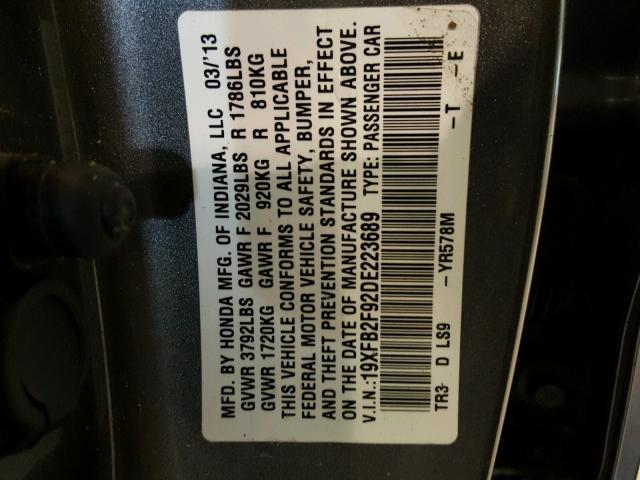 MFD. BY HONDA MFG. OF INDIANA, LLC 03/'13
GVWR 3792LBS GAWR F 2029LBS R 1786LBS
GVWR 1720KG GAWR F 920KG R 810KG
THIS VEHICLE CONFORMS TO ALL APPLICABLE
FEDERAL MOTOR VEHICLE SAFETY, BUMPER,
AND THEFT PREVENTION STANDARDS IN EFFECT
ON THE DATE OF MANUFACTURE SHOWN ABOVE.
V.I.N.:19XFB2F92DE223689 TYPE: PASSENGER CAR
TR3- D LS9 -YR578M -T -E